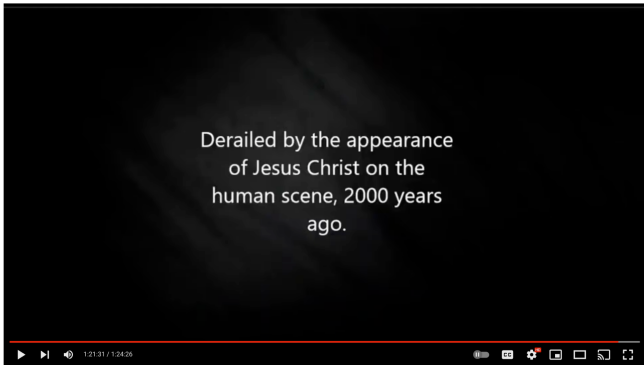 Derailed by the appearance
of Jesus Christ on the
human scene, 2000 years
ago.
1:21:31 / 1:24:26
CC